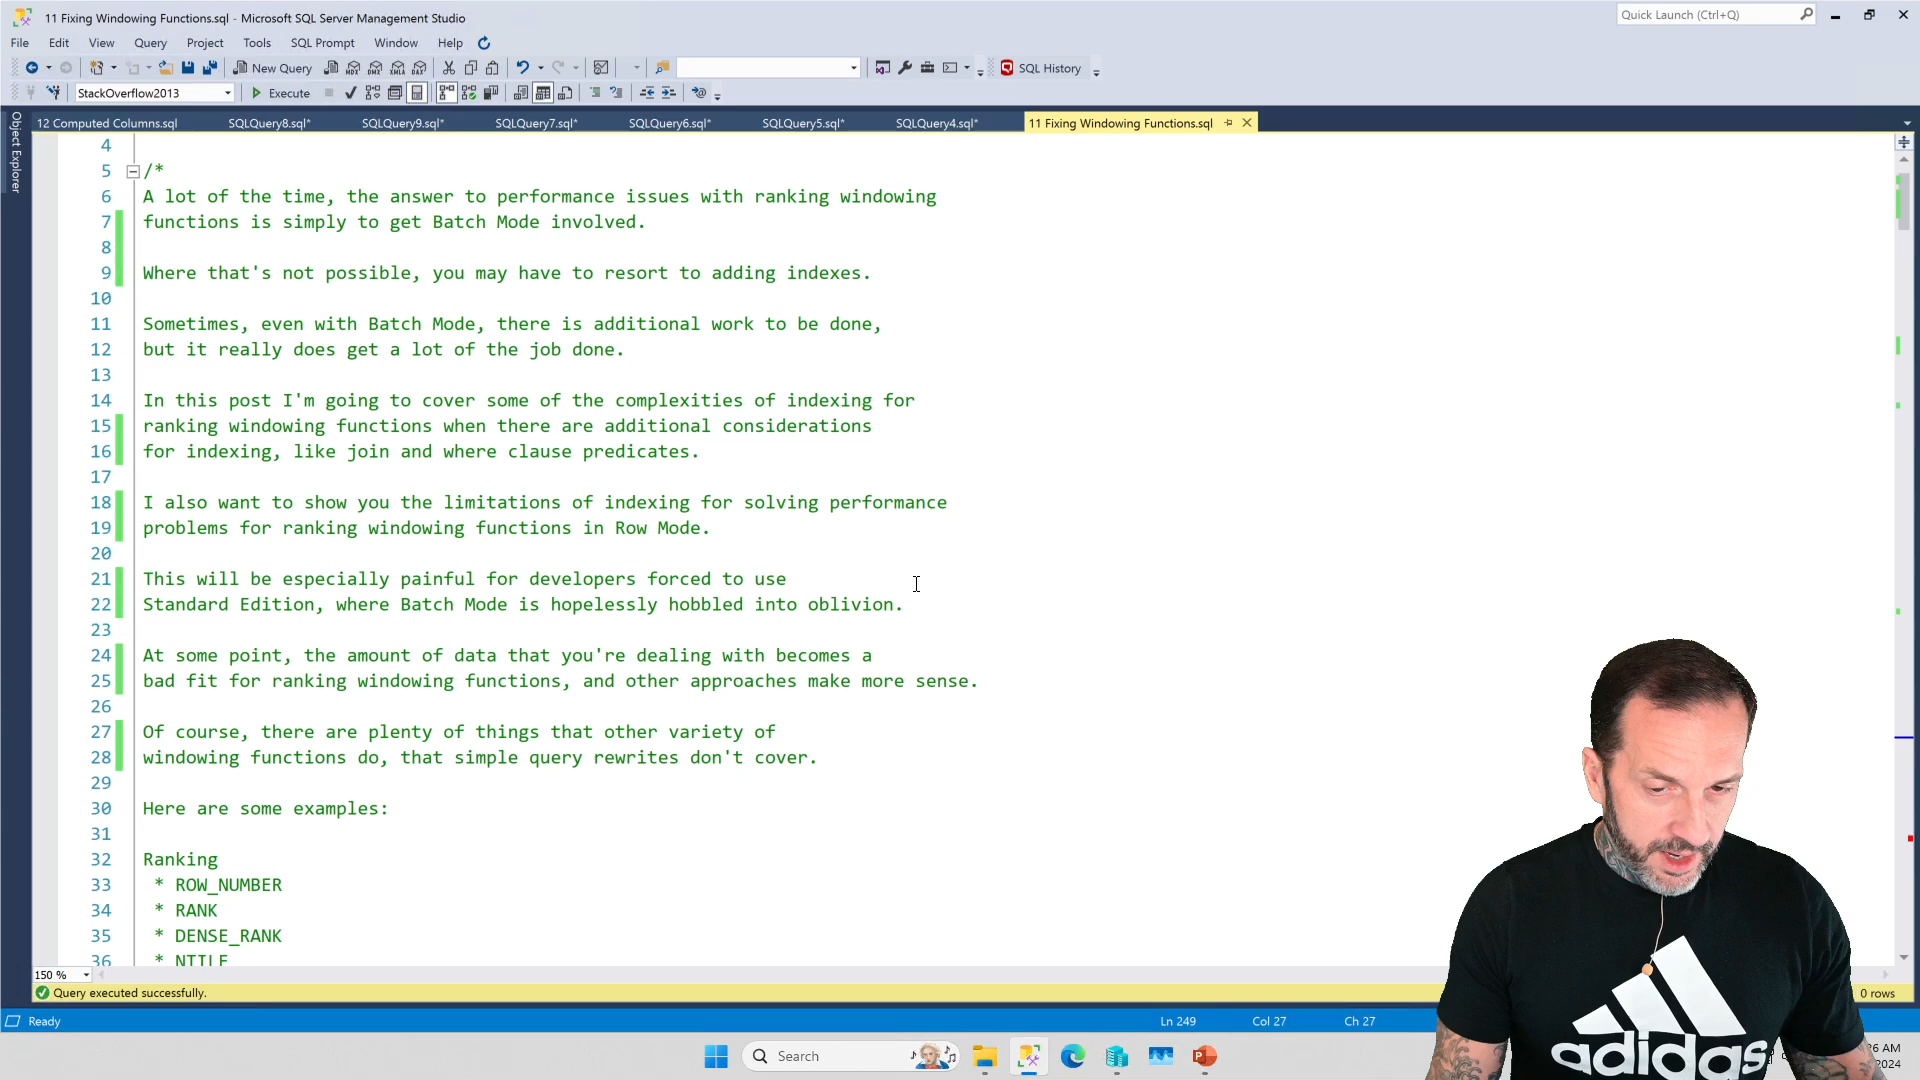 11 Fixing Windowing Functions.sql - Microsoft SQL Server Management Studio
Quick Launch (Ctrl+Q)
File Edit View Query Project Tools SQL Prompt Window Help
New Query
MDX DMX XMLA DAX
SQL History
StackOverflow2013
Execute
Object Explorer
12 Computed Columns.sql SQLQuery8.sql* SQLQuery9.sql* SQLQuery7.sql* SQLQuery6.sql* SQLQuery5.sql* SQLQuery4.sql* 11 Fixing Windowing Functions.sql
4
5 /*
6 A lot of the time, the answer to performance issues with ranking windowing
7 functions is simply to get Batch Mode involved.
8
9 Where that's not possible, you may have to resort to adding indexes.
10
11 Sometimes, even with Batch Mode, there is additional work to be done,
12 but it really does get a lot of the job done.
13
14 In this post I'm going to cover some of the complexities of indexing for
15 ranking windowing functions when there are additional considerations
16 for indexing, like join and where clause predicates.
17
18 I also want to show you the limitations of indexing for solving performance
19 problems for ranking windowing functions in Row Mode.
20
21 This will be especially painful for developers forced to use
22 Standard Edition, where Batch Mode is hopelessly hobbled into oblivion.
23
24 At some point, the amount of data that you're dealing with becomes a
25 bad fit for ranking windowing functions, and other approaches make more sense.
26
27 Of course, there are plenty of things that other variety of
28 windowing functions do, that simple query rewrites don't cover.
29
30 Here are some examples:
31
32 Ranking
33 * ROW_NUMBER
34 * RANK
35 * DENSE_RANK
36 * NTILE
150 %
Query executed successfully.
0 rows
Ready
Ln 249 Col 27 Ch 27
Search
adidas
AM